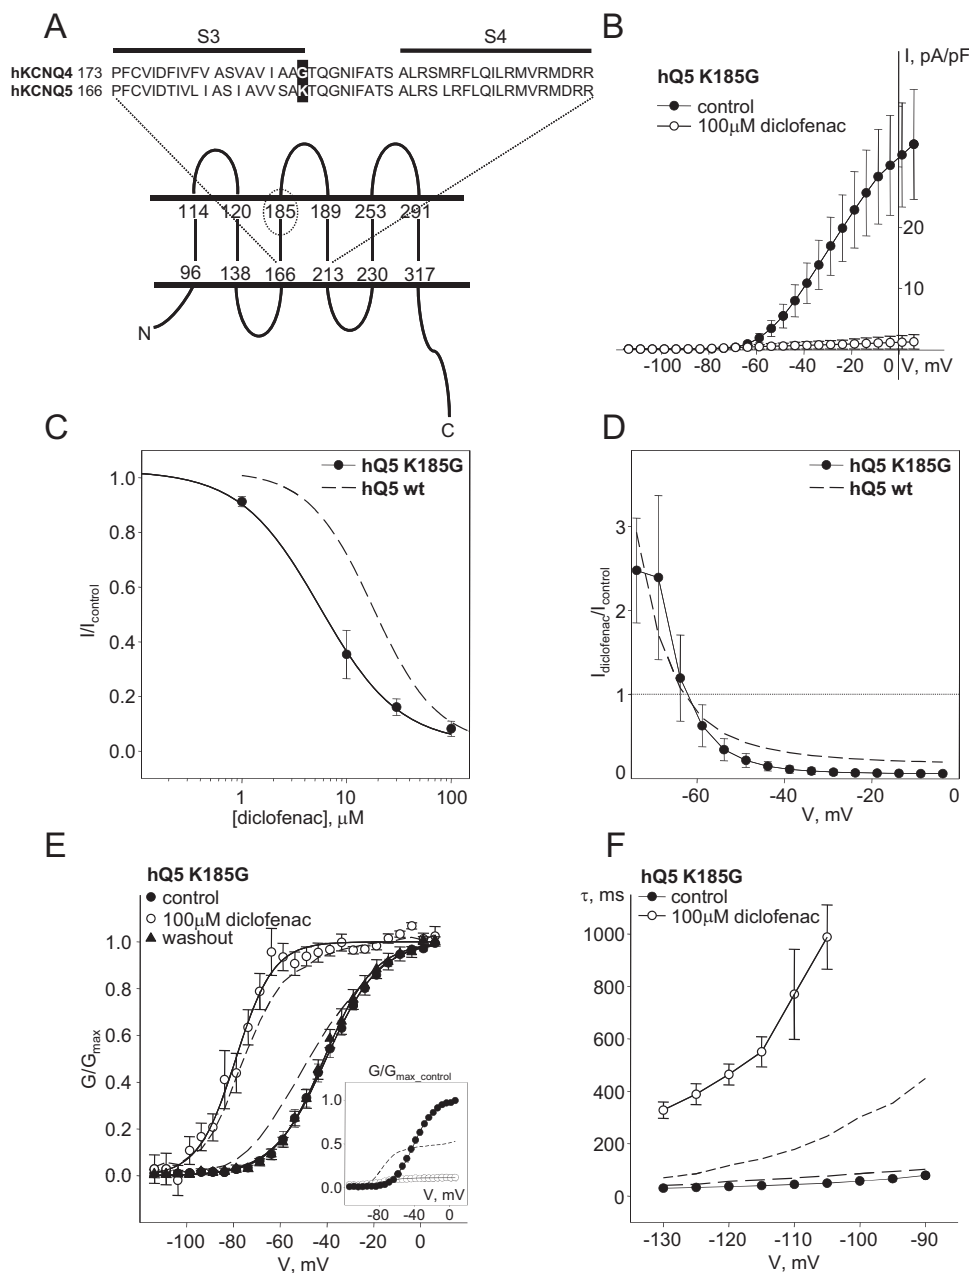 A
S3
S4
hKCNQ4 173 PFCVIDFIVFV ASVAV I AAGTQGNIFATS ALRSMRFLQILRMVRMDRR
hKCNQ5 166 PFCVIDTIVL I AS I AVVSAKTQGNIFATS ALRS LRFLQILRMVRMDRR
114 120 185 189 253 291
96 138 166 213 230 317
N
C
B
I, pA/pF
hQ5 K185G
control
100μM diclofenac
20
10
-100 -80 -60 -40 -20 0 V, mV
C
hQ5 K185G
hQ5 wt
1.0
0.8
0.6
0.4
0.2
0.0
I/Icontrol
1 10 100
[diclofenac], μM
D
hQ5 K185G
hQ5 wt
3
2
1
0
Idiclofenac/Icontrol
-60 -40 -20 0
V, mV
E
hQ5 K185G
control
100μM diclofenac
washout
1.0
0.8
0.6
0.4
0.2
0.0
G/Gmax
-100 -80 -60 -40 -20 0
V, mV
G/Gmax_control
1.0
0.5
0.0
V, mV
-80 -40 0
F
hQ5 K185G
τ, ms
control
100μM diclofenac
1000
800
600
400
200
0
-130 -120 -110 -100 -90
V, mV